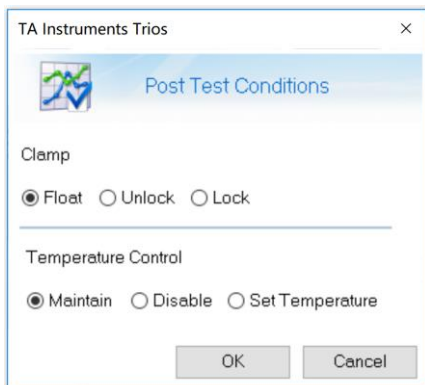 TA Instruments Trios
Post Test Conditions
Clamp
Float Unlock Lock
Temperature Control
Maintain Disable Set Temperature
OK Cancel